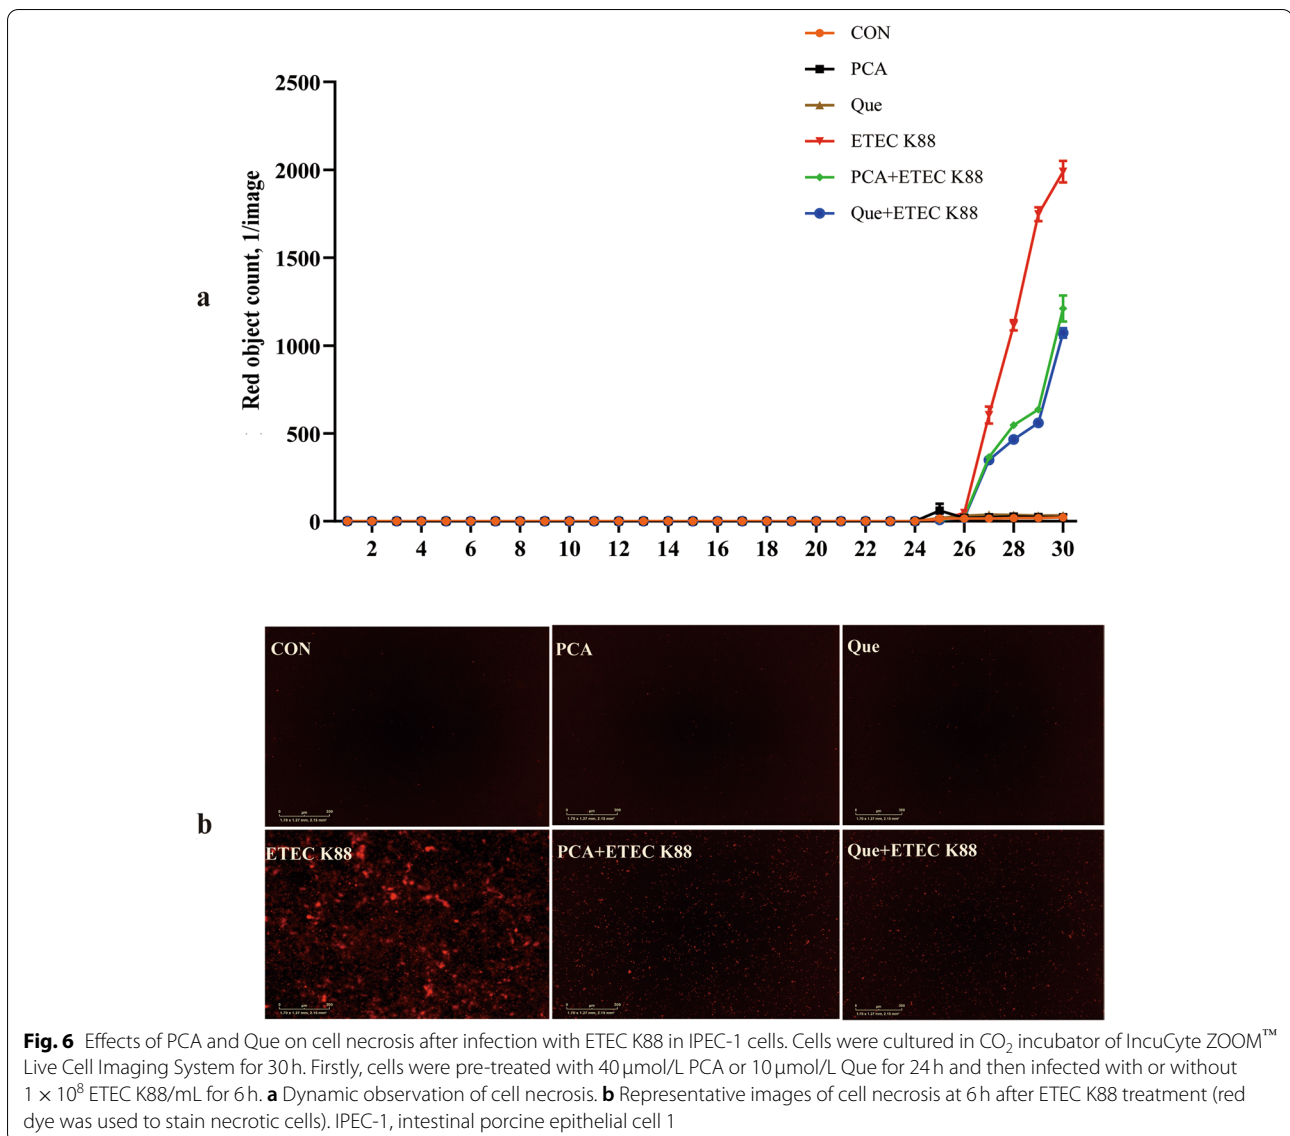 CON
PCA
Que
ETEC K88
PCA+ETEC K88
Que+ETEC K88
2500
2000
1500
1000
500
0
Red object count, 1/image
a
2 4 6 8 10 12 14 16 18 20 22 24 26 28 30
b
CON
PCA
Que
ETEC K88
PCA+ETEC K88
Que+ETEC K88
Fig. 6 Effects of PCA and Que on cell necrosis after infection with ETEC K88 in IPEC-1 cells. Cells were cultured in CO₂ incubator of IncuCyte ZOOM™
Live Cell Imaging System for 30 h. Firstly, cells were pre-treated with 40 μmol/L PCA or 10 μmol/L Que for 24 h and then infected with or without
1 × 10⁸ ETEC K88/mL for 6 h. a Dynamic observation of cell necrosis. b Representative images of cell necrosis at 6 h after ETEC K88 treatment (red
dye was used to stain necrotic cells). IPEC-1, intestinal porcine epithelial cell 1